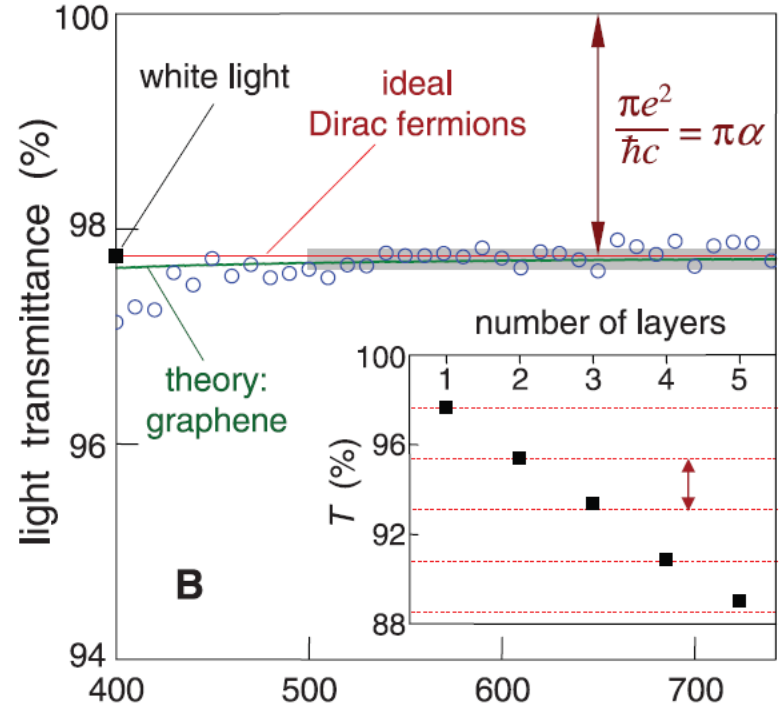 100
98
96
94
light transmittance (%)
white light
ideal
Dirac fermions
πe²
ħc
= πα
theory:
graphene
B
400
500
600
700
number of layers
1 2 3 4 5
100
96
92
88
T (%)